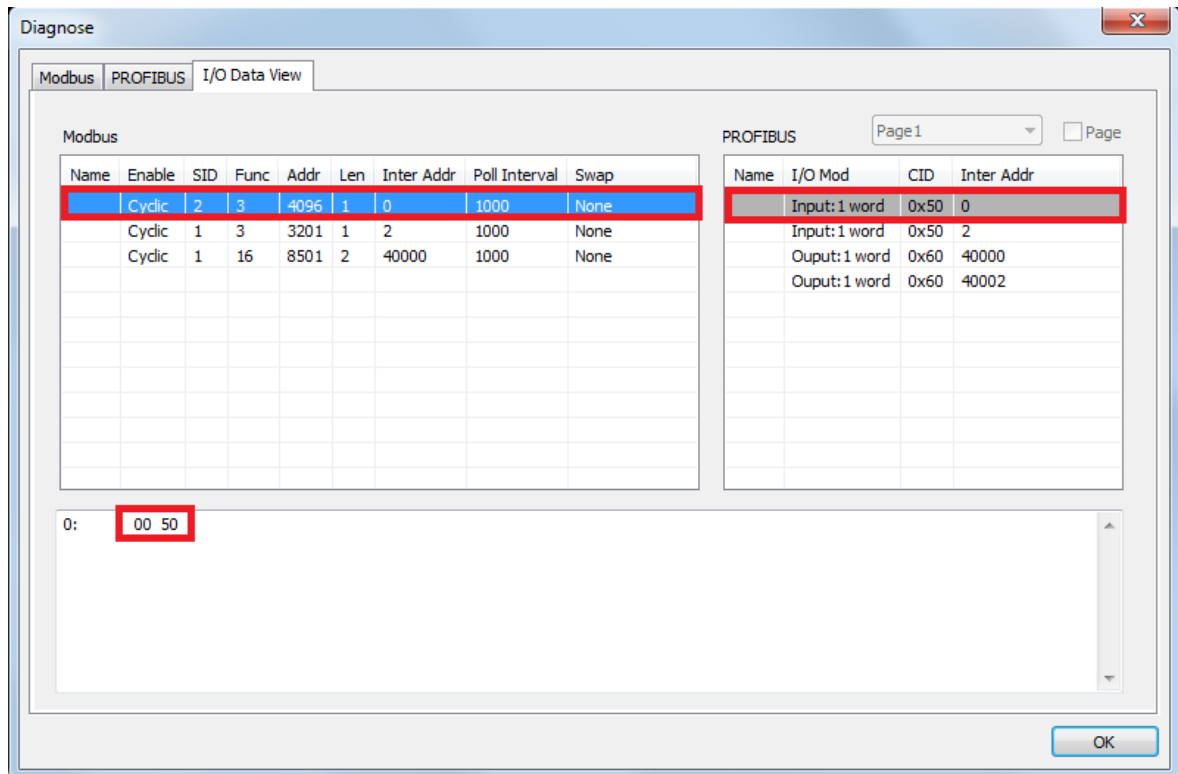 Diagnose
Modbus PROFIBUS I/O Data View
Modbus PROFIBUS Page1 Page
Name Enable SID Func Addr Len Inter Addr Poll Interval Swap Name I/O Mod CID Inter Addr
Cyclic 2 3 4096 1 0 1000 None Input:1 word 0x50 0
Cyclic 1 3 3201 1 2 1000 None Input:1 word 0x50 2
Cyclic 1 16 8501 2 40000 1000 None Ouput:1 word 0x60 40000
Ouput:1 word 0x60 40002
0: 00 50
OK